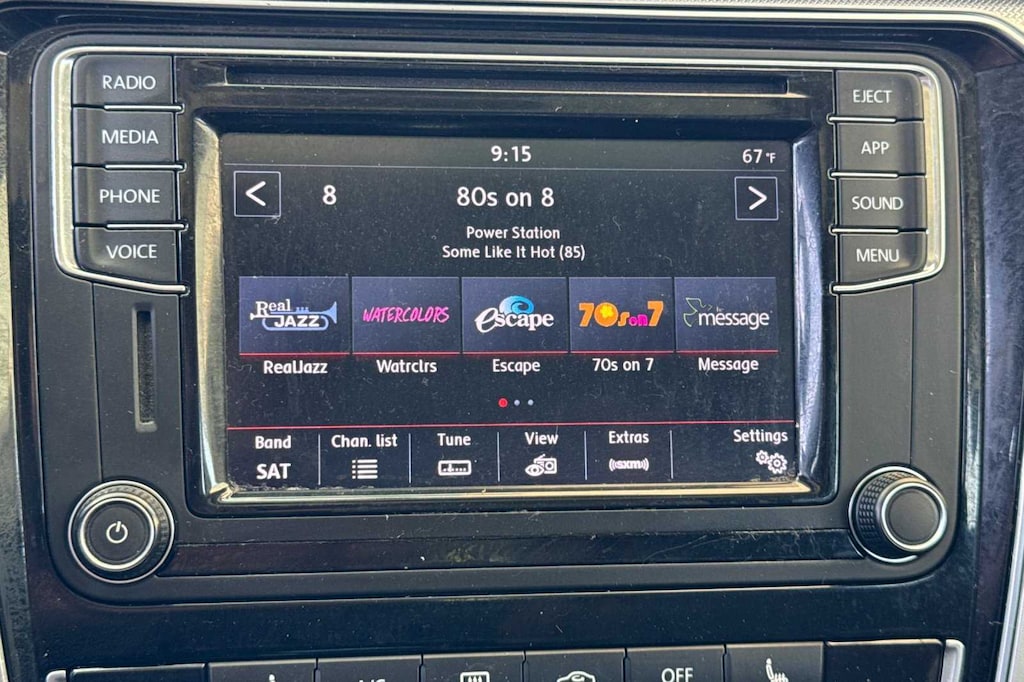 RADIO
MEDIA
PHONE
VOICE
EJECT
APP
SOUND
MENU
9:15 67°F
< 8 80s on 8 >
Power Station
Some Like It Hot (85)
Real JAZZ WATERCOLORS escape 70s on 7 the message
RealJazz Watrclrs Escape 70s on 7 Message
Band Chan. list Tune View Extras Settings
SAT ((sxm))
A/C OFF